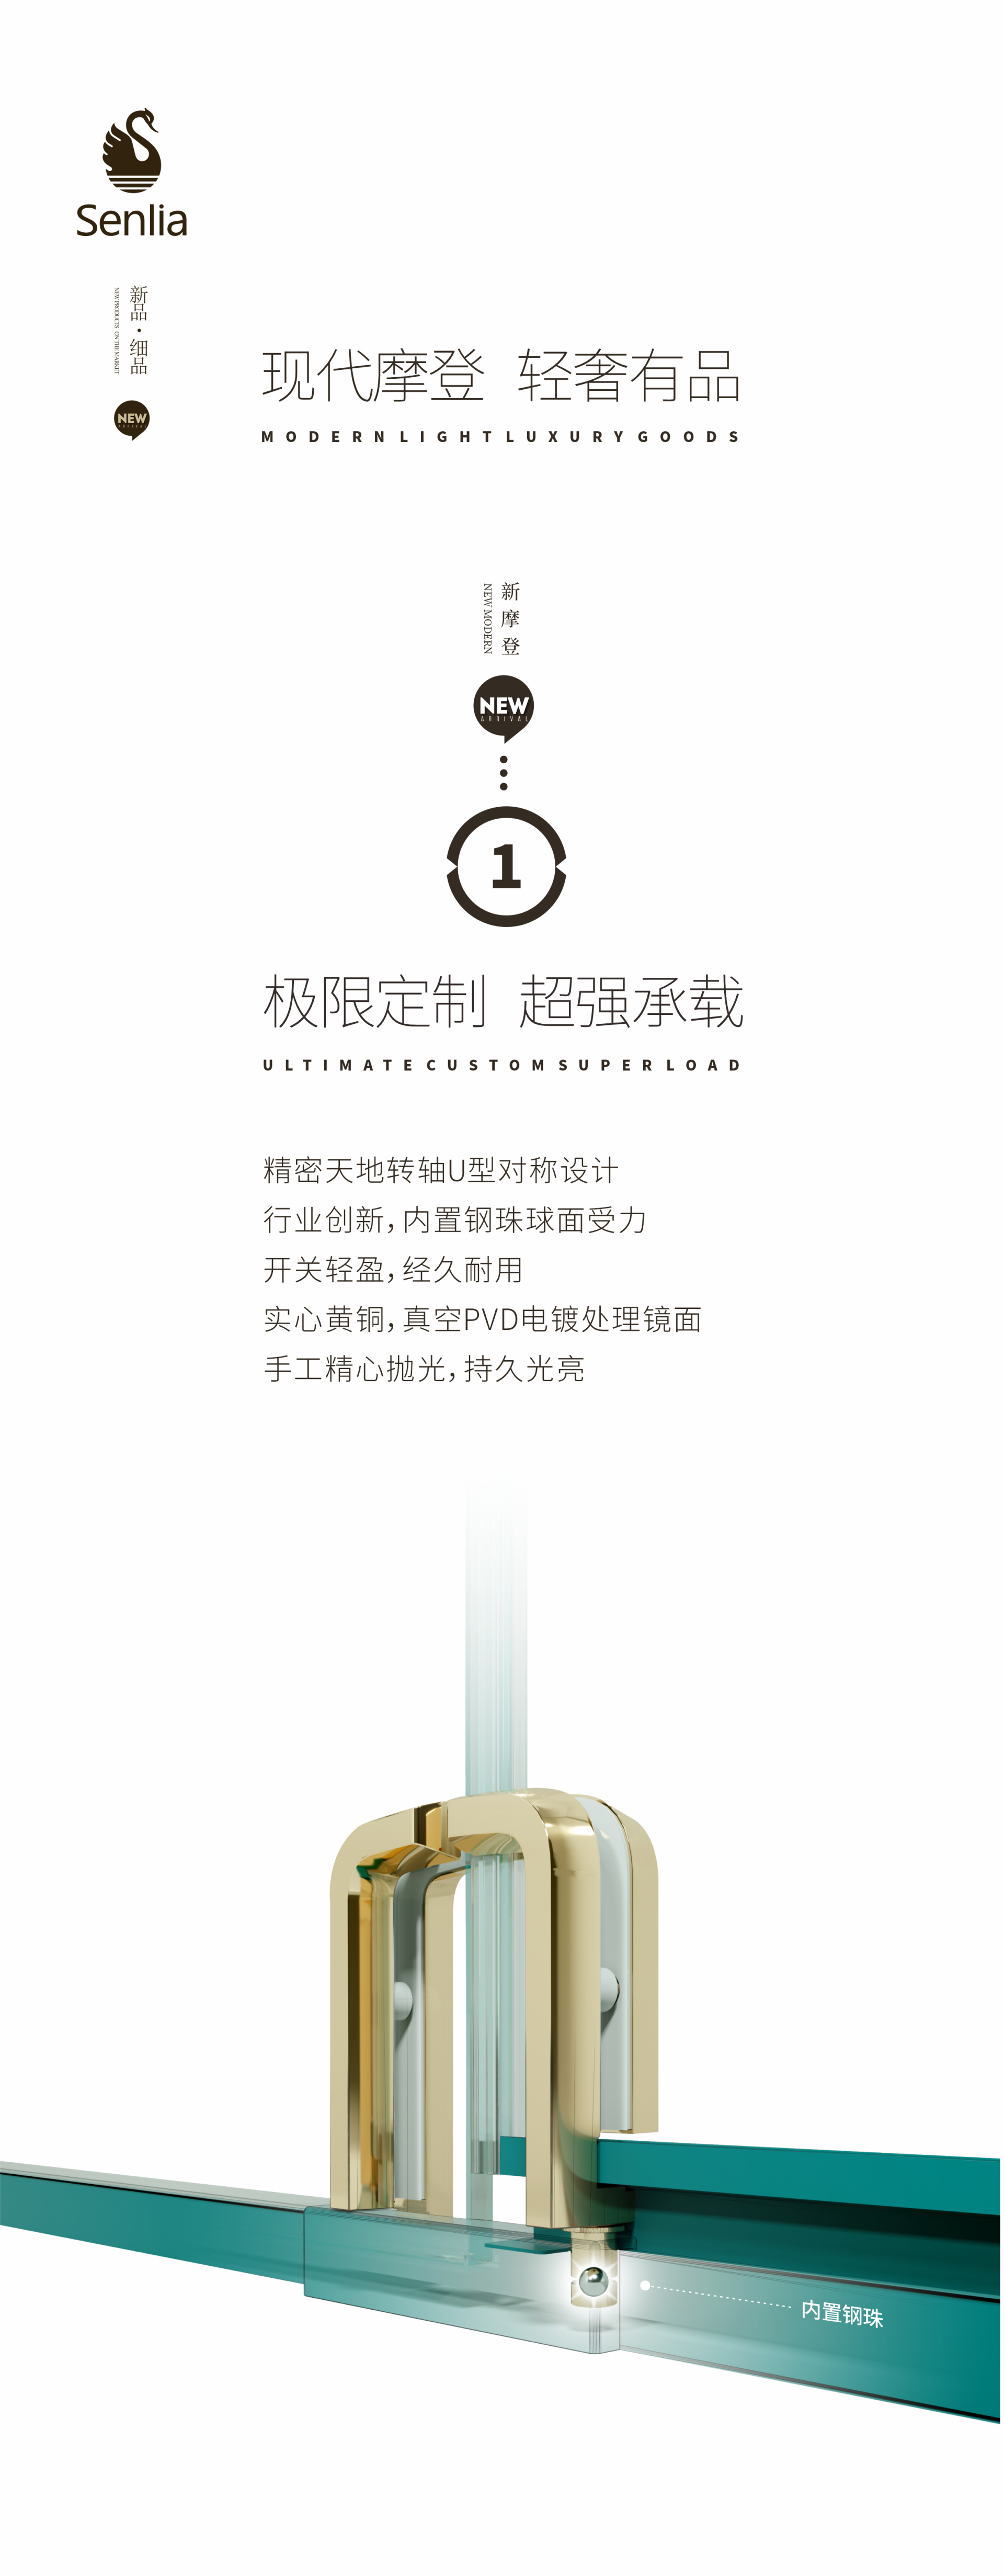 Senlia
新品·细品
NEW PRODUCTS ON THE MARKET
NEW
ARRIVAL
现代摩登 轻奢有品
MODERN LIGHT LUXURY GOODS
新摩登
NEW MODERN
NEW
ARRIVAL
1
极限定制 超强承载
ULTIMATE CUSTOM SUPER LOAD
精密天地转轴U型对称设计
行业创新,内置钢珠球面受力
开关轻盈,经久耐用
实心黄铜,真空PVD电镀处理镜面
手工精心抛光,持久光亮
内置钢珠